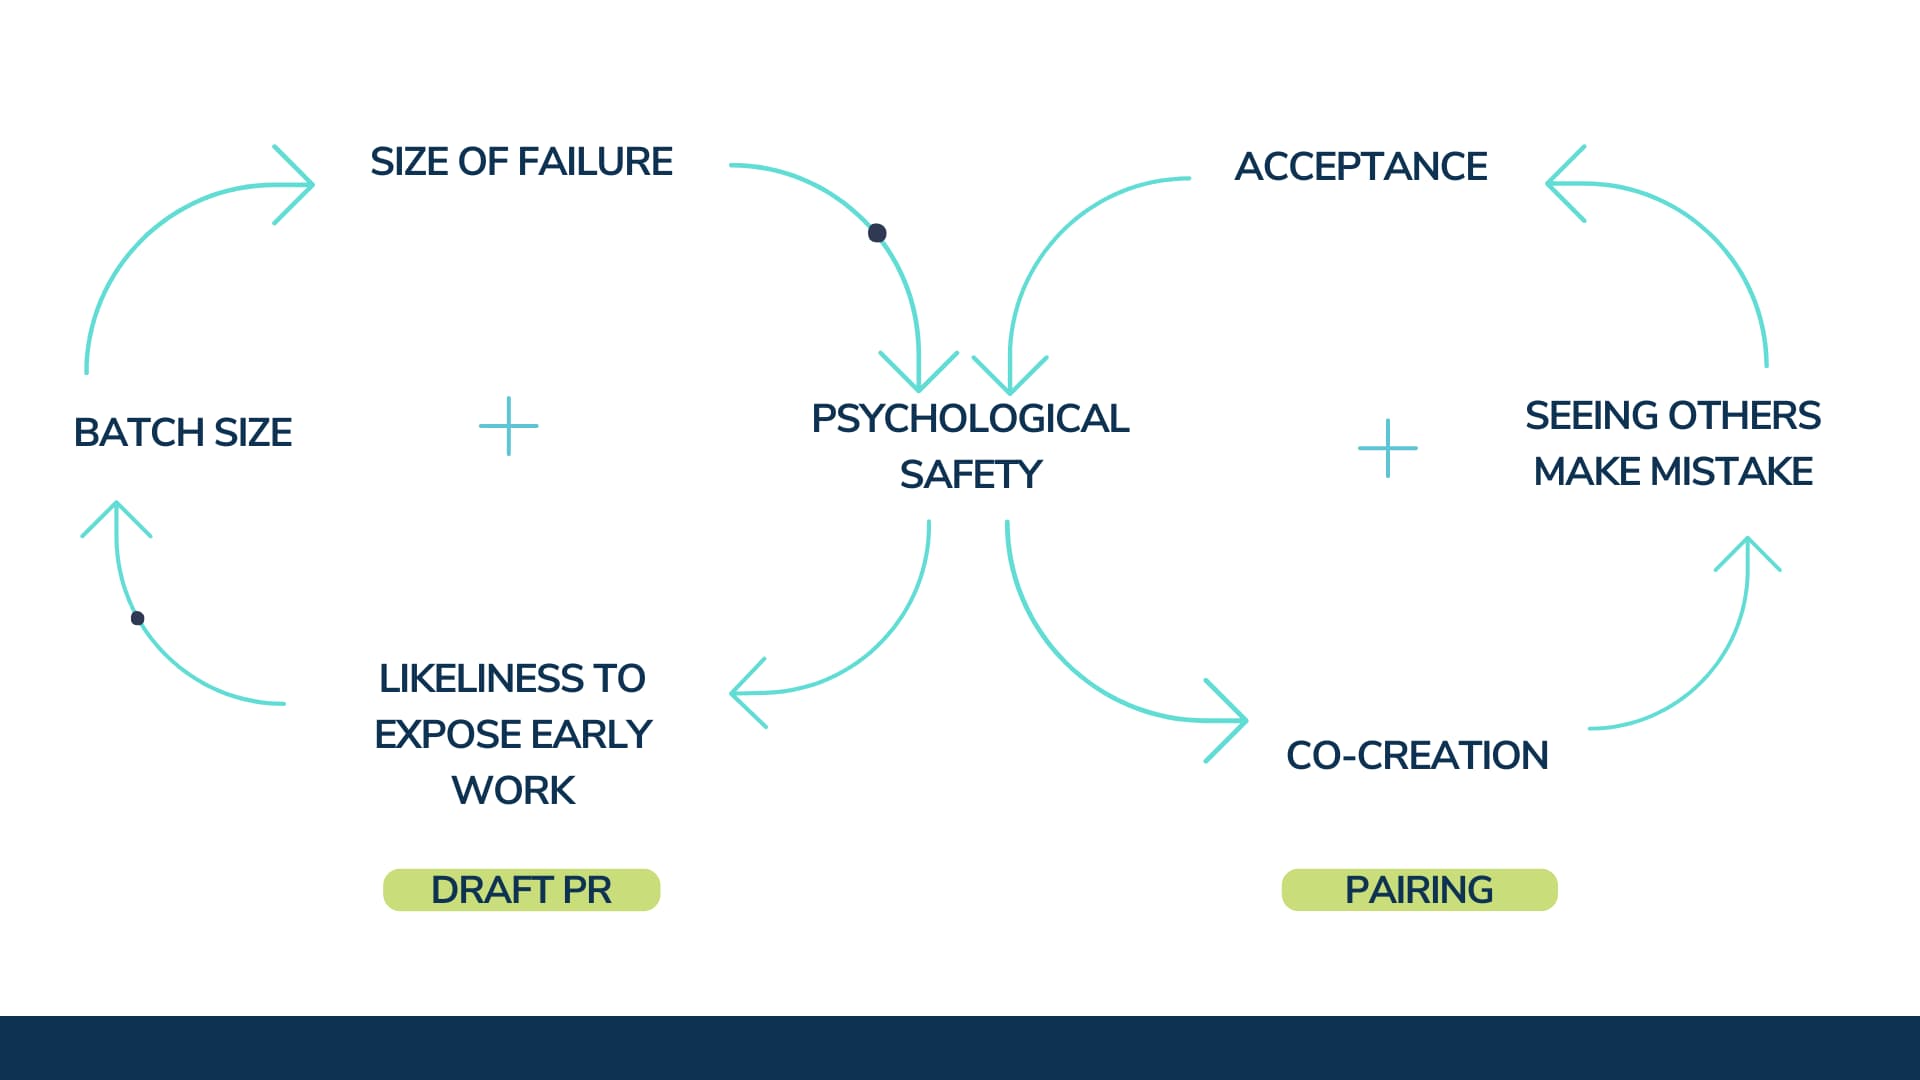 SIZE OF FAILURE
ACCEPTANCE
BATCH SIZE
PSYCHOLOGICAL
SAFETY
SEEING OTHERS
MAKE MISTAKE
LIKELINESS TO
EXPOSE EARLY
WORK
CO-CREATION
DRAFT PR
PAIRING